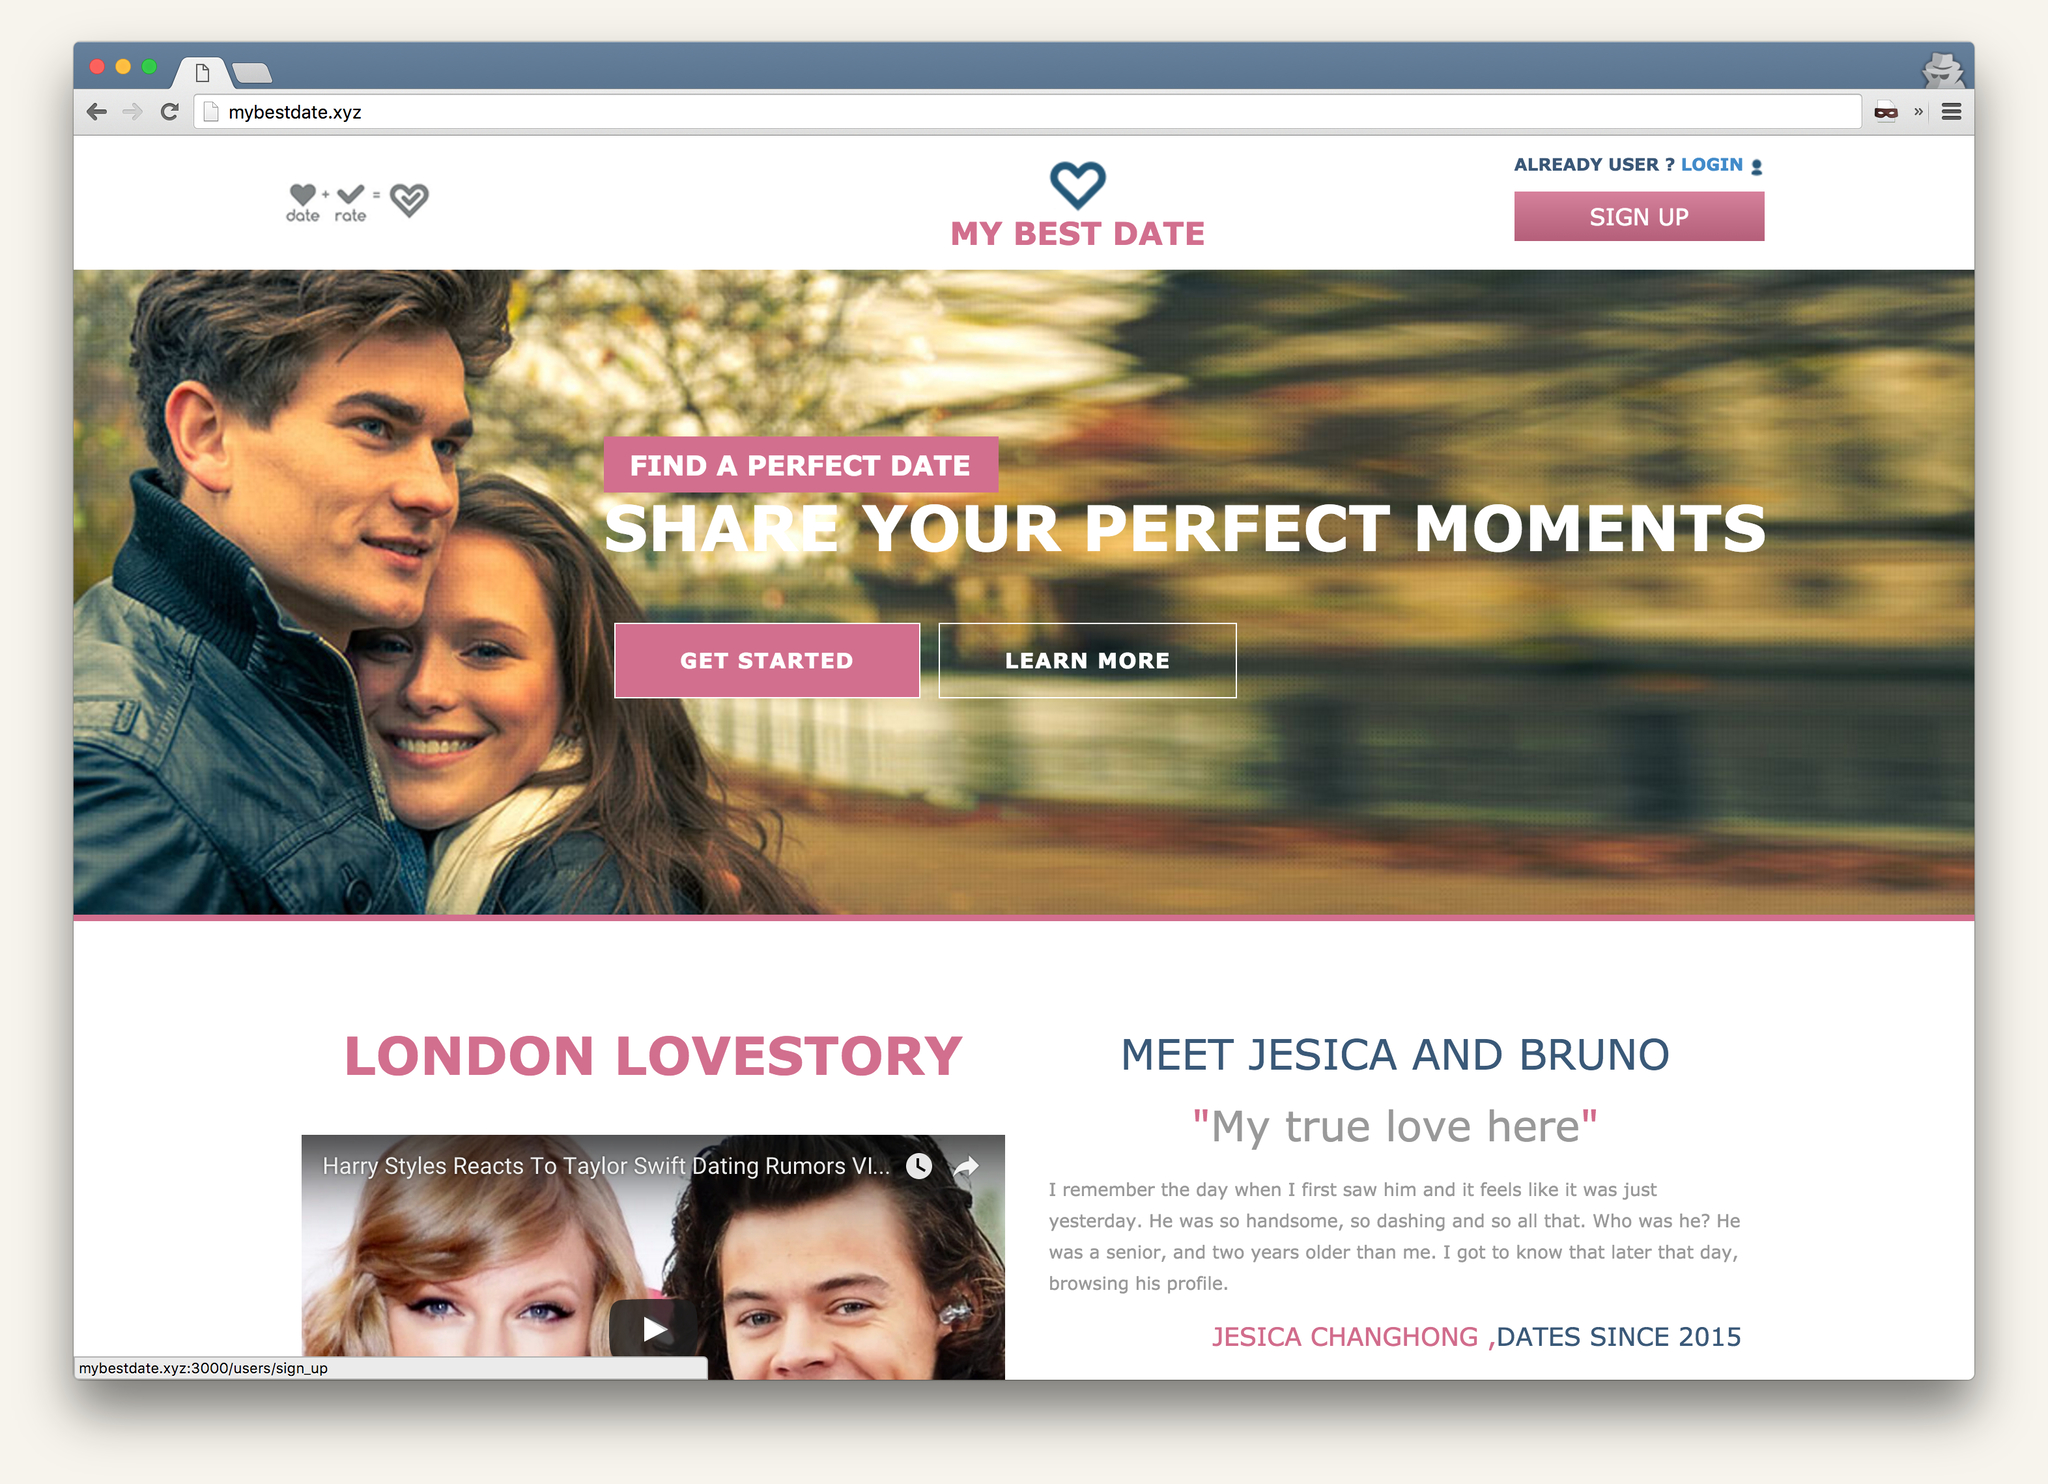 mybestdate.xyz
date + rate =
MY BEST DATE
ALREADY USER ? LOGIN
SIGN UP
FIND A PERFECT DATE
SHARE YOUR PERFECT MOMENTS
GET STARTED
LEARN MORE
LONDON LOVESTORY
Harry Styles Reacts To Taylor Swift Dating Rumors VI...
MEET JESICA AND BRUNO
"My true love here"
I remember the day when I first saw him and it feels like it was just
yesterday. He was so handsome, so dashing and so all that. Who was he? He
was a senior, and two years older than me. I got to know that later that day,
browsing his profile.
JESICA CHANGHONG ,DATES SINCE 2015
mybestdate.xyz:3000/users/sign_up